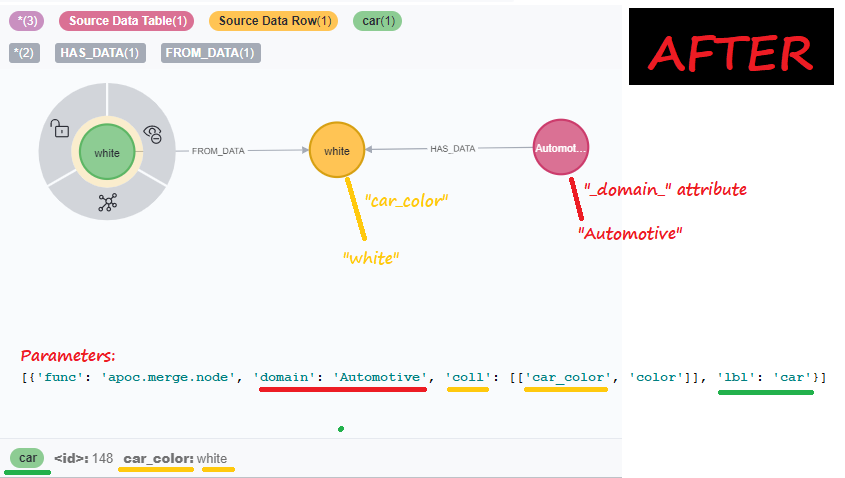 *(3) Source Data Table(1) Source Data Row(1) car(1)
*(2) HAS_DATA(1) FROM_DATA(1)
AFTER
white FROM_DATA white HAS_DATA Automot...
"_domain_" attribute
"car_color"
"Automotive"
"white"
Parameters:
[{'func': 'apoc.merge.node', 'domain': 'Automotive', 'coll': [['car_color', 'color']], 'lbl': 'car'}]
car <id>: 148 car_color: white